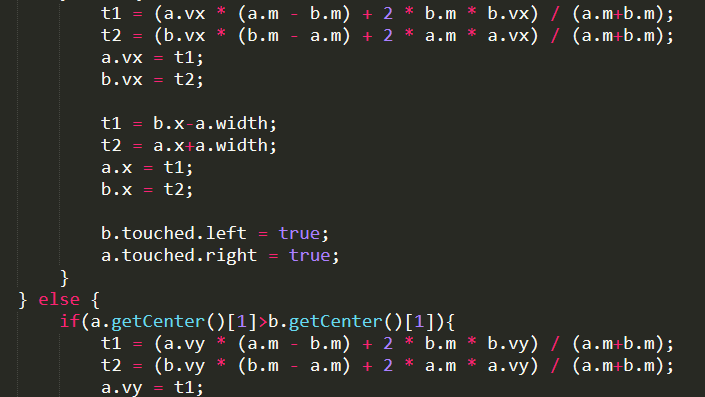 t1 = (a.vx * (a.m - b.m) + 2 * b.m * b.vx) / (a.m+b.m);
t2 = (b.vx * (b.m - a.m) + 2 * a.m * a.vx) / (a.m+b.m);
a.vx = t1;
b.vx = t2;
t1 = b.x-a.width;
t2 = a.x+a.width;
a.x = t1;
b.x = t2;
b.touched.left = true;
a.touched.right = true;
}
} else {
if(a.getCenter()[1]>b.getCenter()[1]){
t1 = (a.vy * (a.m - b.m) + 2 * b.m * b.vy) / (a.m+b.m);
t2 = (b.vy * (b.m - a.m) + 2 * a.m * a.vy) / (a.m+b.m);
a.vy = t1;